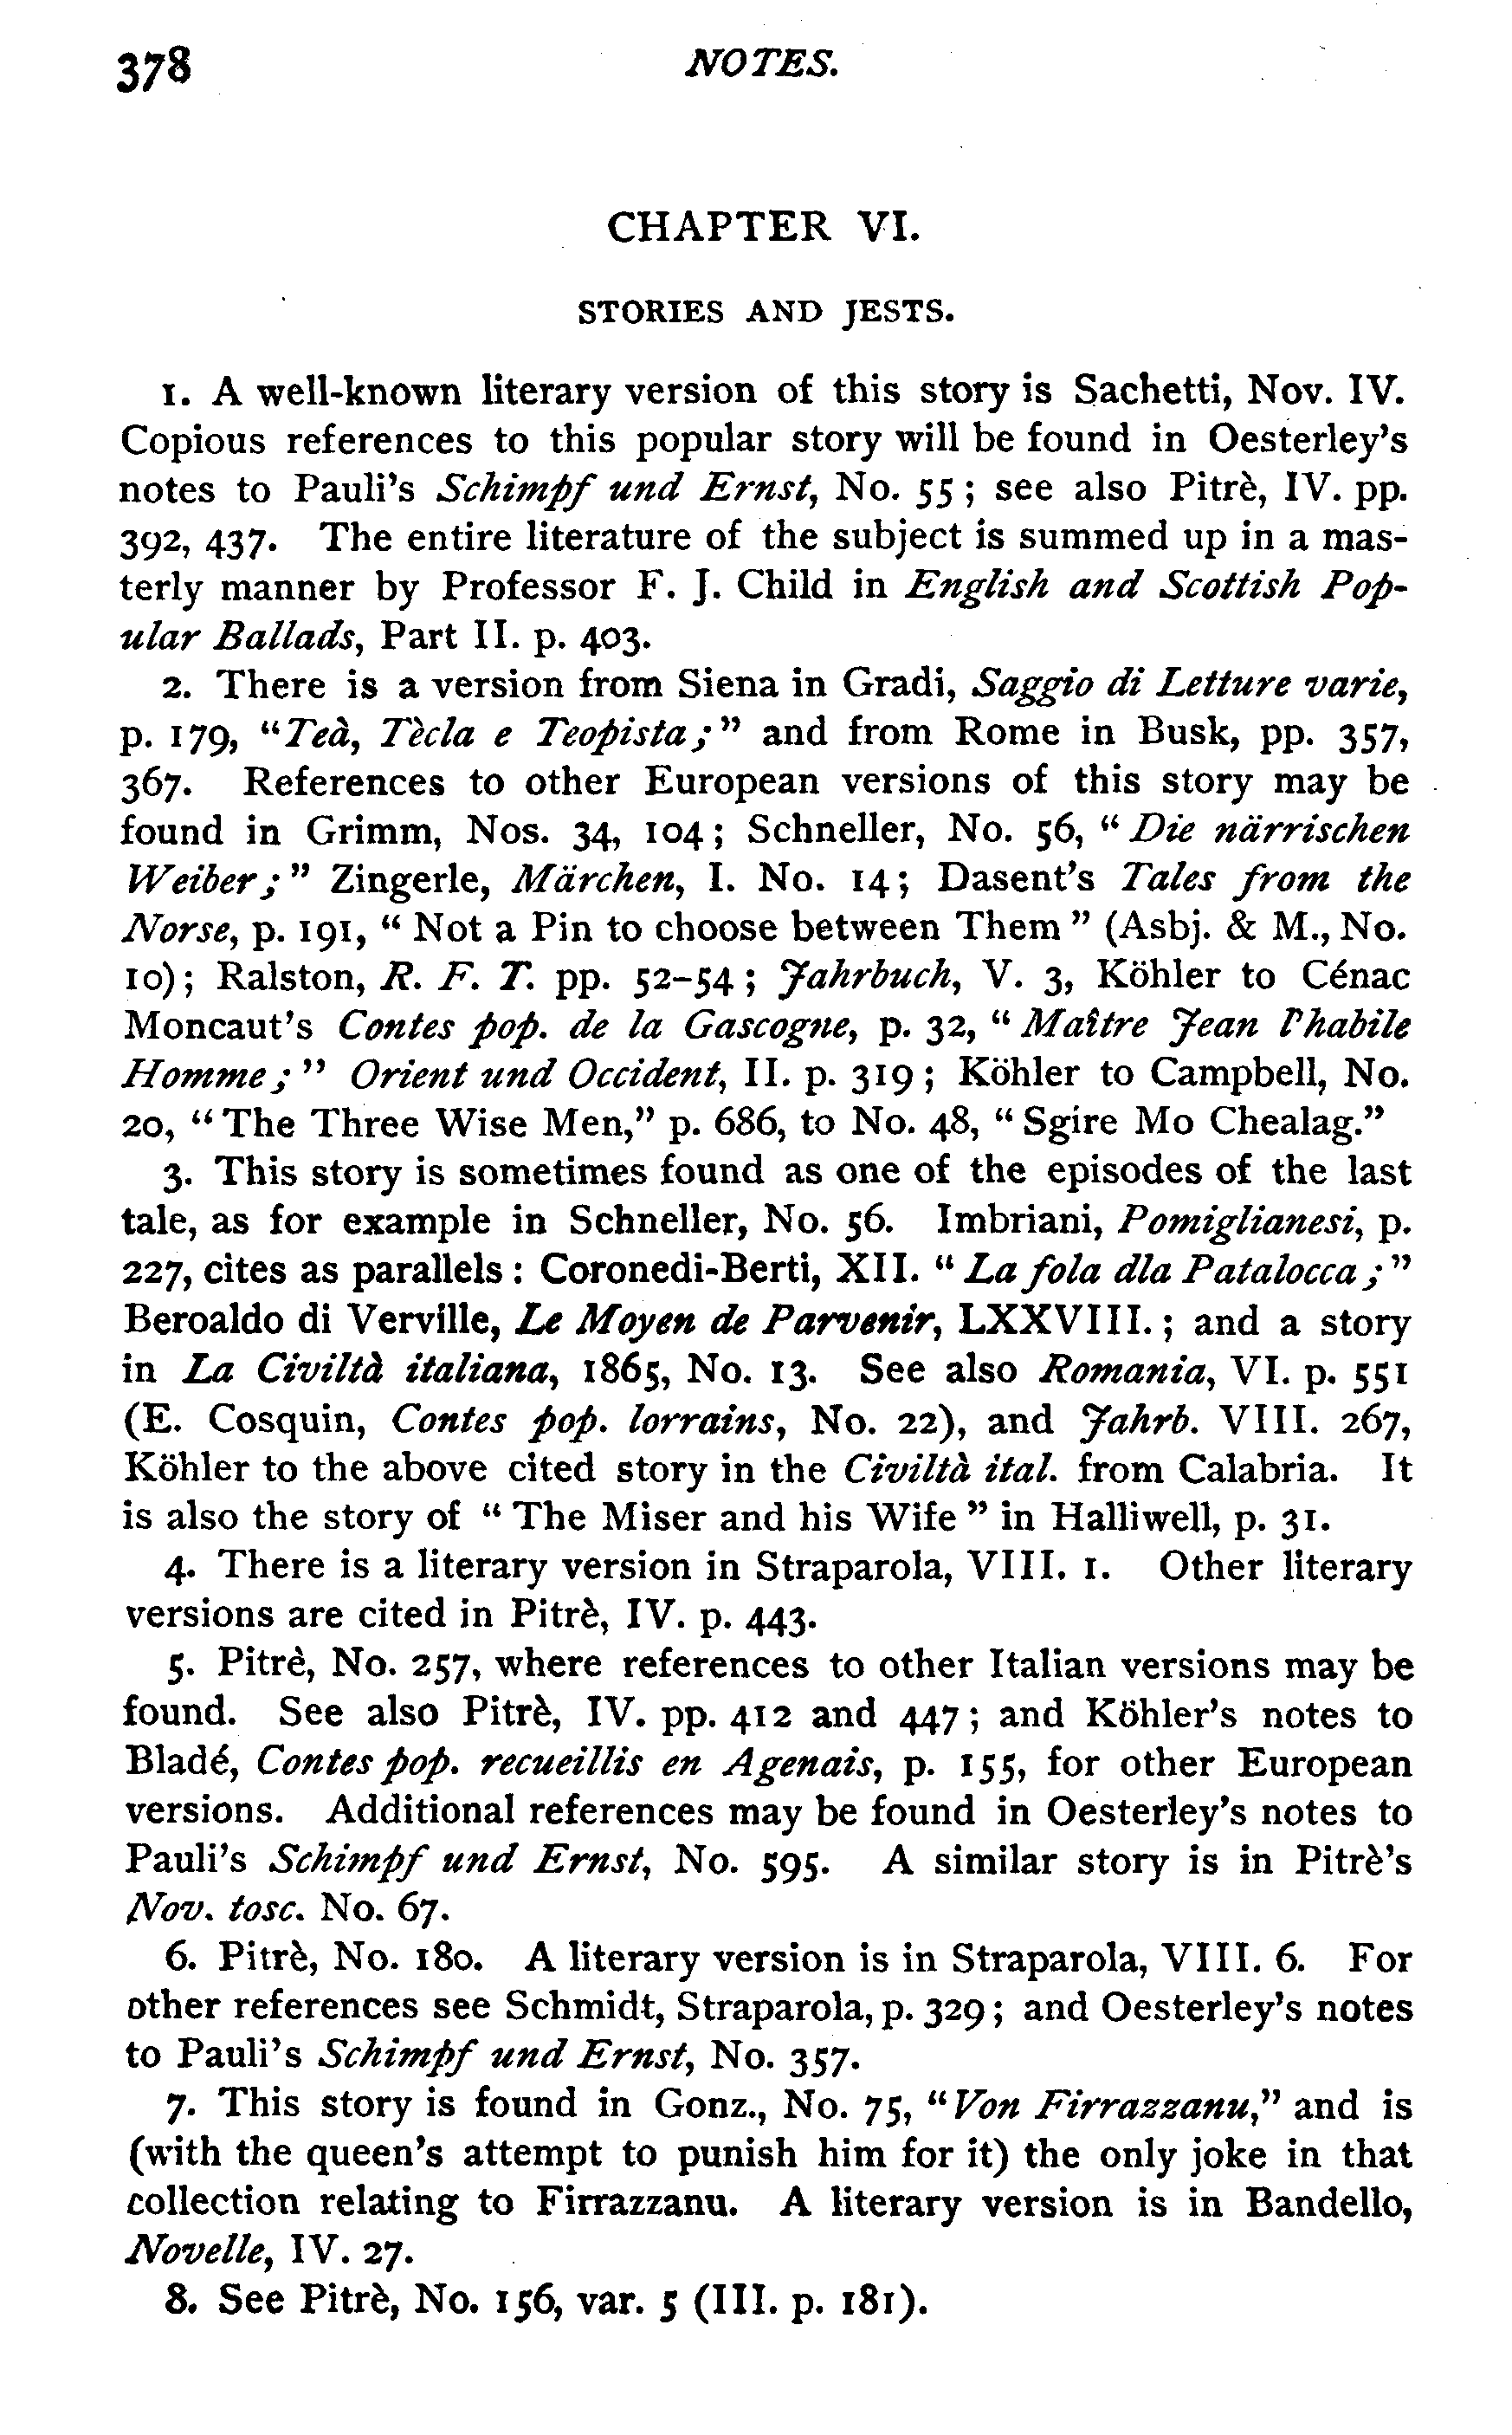 378
NOTES.
CHAPTER VI.
STORIES AND JESTS.
1. A well-known literary version of this story is Sachetti, Nov. IV.
Copious references to this popular story will be found in Oesterley's
notes to Pauli's Schimpf und Ernst, No. 55; see also Pitrè, IV. pp.
392, 437. The entire literature of the subject is summed up in a mas-
terly manner by Professor F. J. Child in English and Scottish Pop-
ular Ballads, Part II. p. 403.
2. There is a version from Siena in Gradi, Saggio di Letture varie,
p. 179, "Teà, Tècla e Teopista;" and from Rome in Busk, pp. 357,
367. References to other European versions of this story may be
found in Grimm, Nos. 34, 104; Schneller, No. 56, "Die närrischen
Weiber;" Zingerle, Märchen, I. No. 14; Dasent's Tales from the
Norse, p. 191, "Not a Pin to choose between Them" (Asbj. & M., No.
10); Ralston, R. F. T. pp. 52-54; Jahrbuch, V. 3, Köhler to Cénac
Moncaut's Contes pop. de la Gascogne, p. 32, "Maître Jean l'habile
Homme;" Orient und Occident, II. p. 319; Köhler to Campbell, No.
20, "The Three Wise Men," p. 686, to No. 48, "Sgire Mo Chealag."
3. This story is sometimes found as one of the episodes of the last
tale, as for example in Schneller, No. 56. Imbriani, Pomiglianesi, p.
227, cites as parallels: Coronedi-Berti, XII. "La fola dla Patalocca;"
Beroaldo di Verville, Le Moyen de Parvenir, LXXVIII.; and a story
in La Civiltà italiana, 1865, No. 13. See also Romania, VI. p. 551
(E. Cosquin, Contes pop. lorrains, No. 22), and Jahrb. VIII. 267,
Köhler to the above cited story in the Civiltà ital. from Calabria. It
is also the story of "The Miser and his Wife" in Halliwell, p. 31.
4. There is a literary version in Straparola, VIII. 1. Other literary
versions are cited in Pitrè, IV. p. 443.
5. Pitrè, No. 257, where references to other Italian versions may be
found. See also Pitrè, IV. pp. 412 and 447; and Köhler's notes to
Bladé, Contes pop. recueillis en Agenais, p. 155, for other European
versions. Additional references may be found in Oesterley's notes to
Pauli's Schimpf und Ernst, No. 595. A similar story is in Pitrè's
Nov. tosc. No. 67.
6. Pitrè, No. 180. A literary version is in Straparola, VIII. 6. For
other references see Schmidt, Straparola, p. 329; and Oesterley's notes
to Pauli's Schimpf und Ernst, No. 357.
7. This story is found in Gonz., No. 75, "Von Firrazzanu," and is
(with the queen's attempt to punish him for it) the only joke in that
collection relating to Firrazzanu. A literary version is in Bandello,
Novelle, IV. 27.
8. See Pitrè, No. 156, var. 5 (III. p. 181).